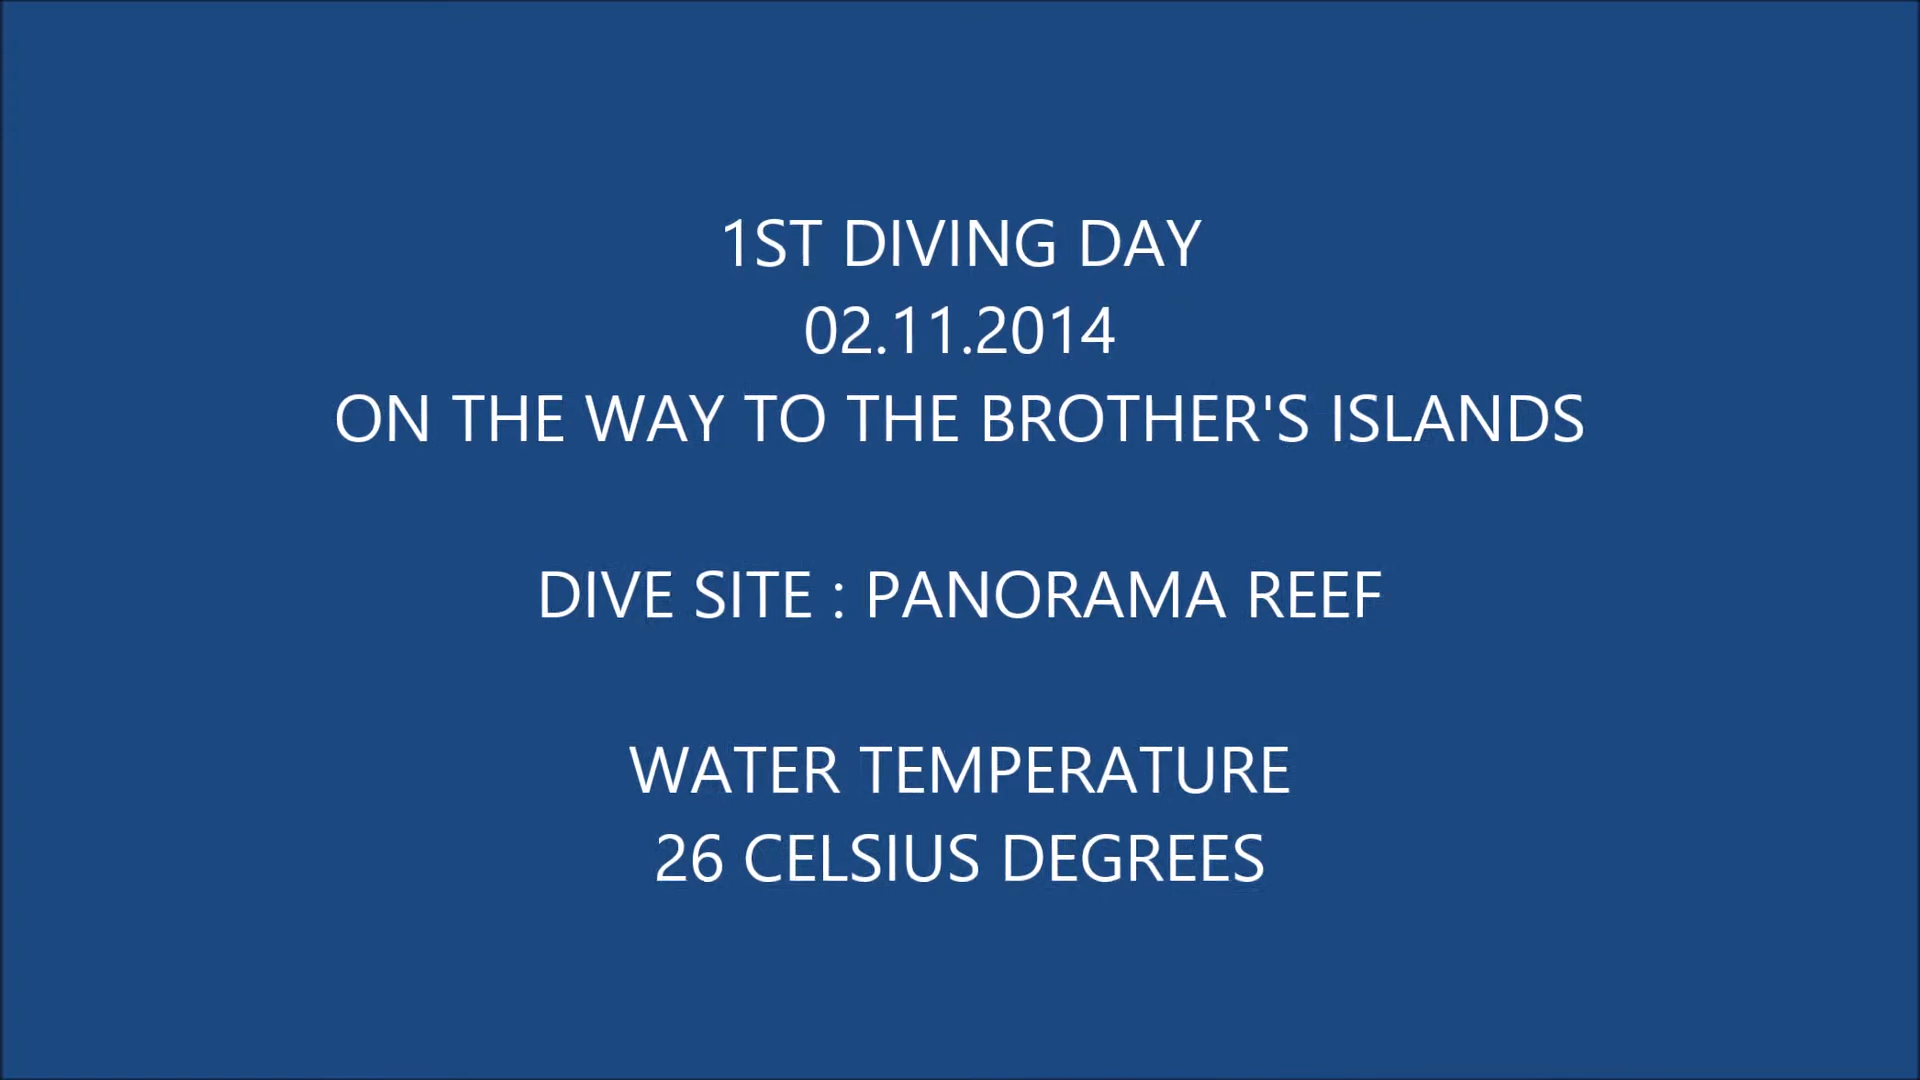 1ST DIVING DAY
02.11.2014
ON THE WAY TO THE BROTHER'S ISLANDS
DIVE SITE : PANORAMA REEF
WATER TEMPERATURE
26 CELSIUS DEGREES